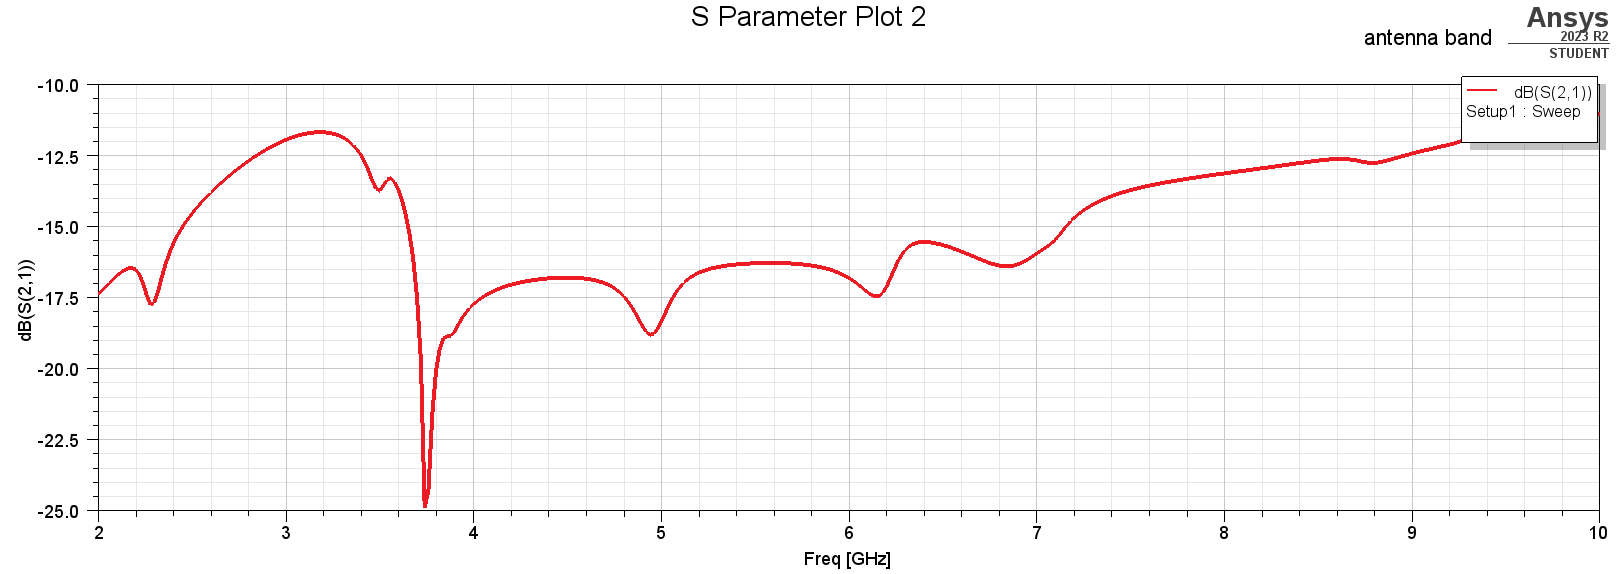 S Parameter Plot 2
antenna band
Ansys
2023 R2
STUDENT
dB(S(2,1))
Setup1 : Sweep
-10.0
-12.5
-15.0
-17.5
-20.0
-22.5
-25.0
dB(S(2,1))
2 3 4 5 6 7 8 9 10
Freq [GHz]